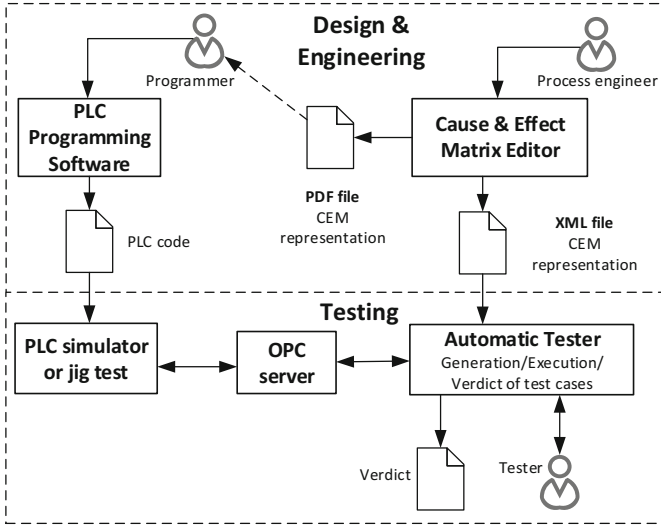 Design &
Engineering
Programmer
Process engineer
PLC
Programming
Software
Cause & Effect
Matrix Editor
PDF file
CEM
representation
PLC code
XML file
CEM
representation
Testing
PLC simulator
or jig test
OPC
server
Automatic Tester
Generation/Execution/
Verdict of test cases
Verdict
Tester